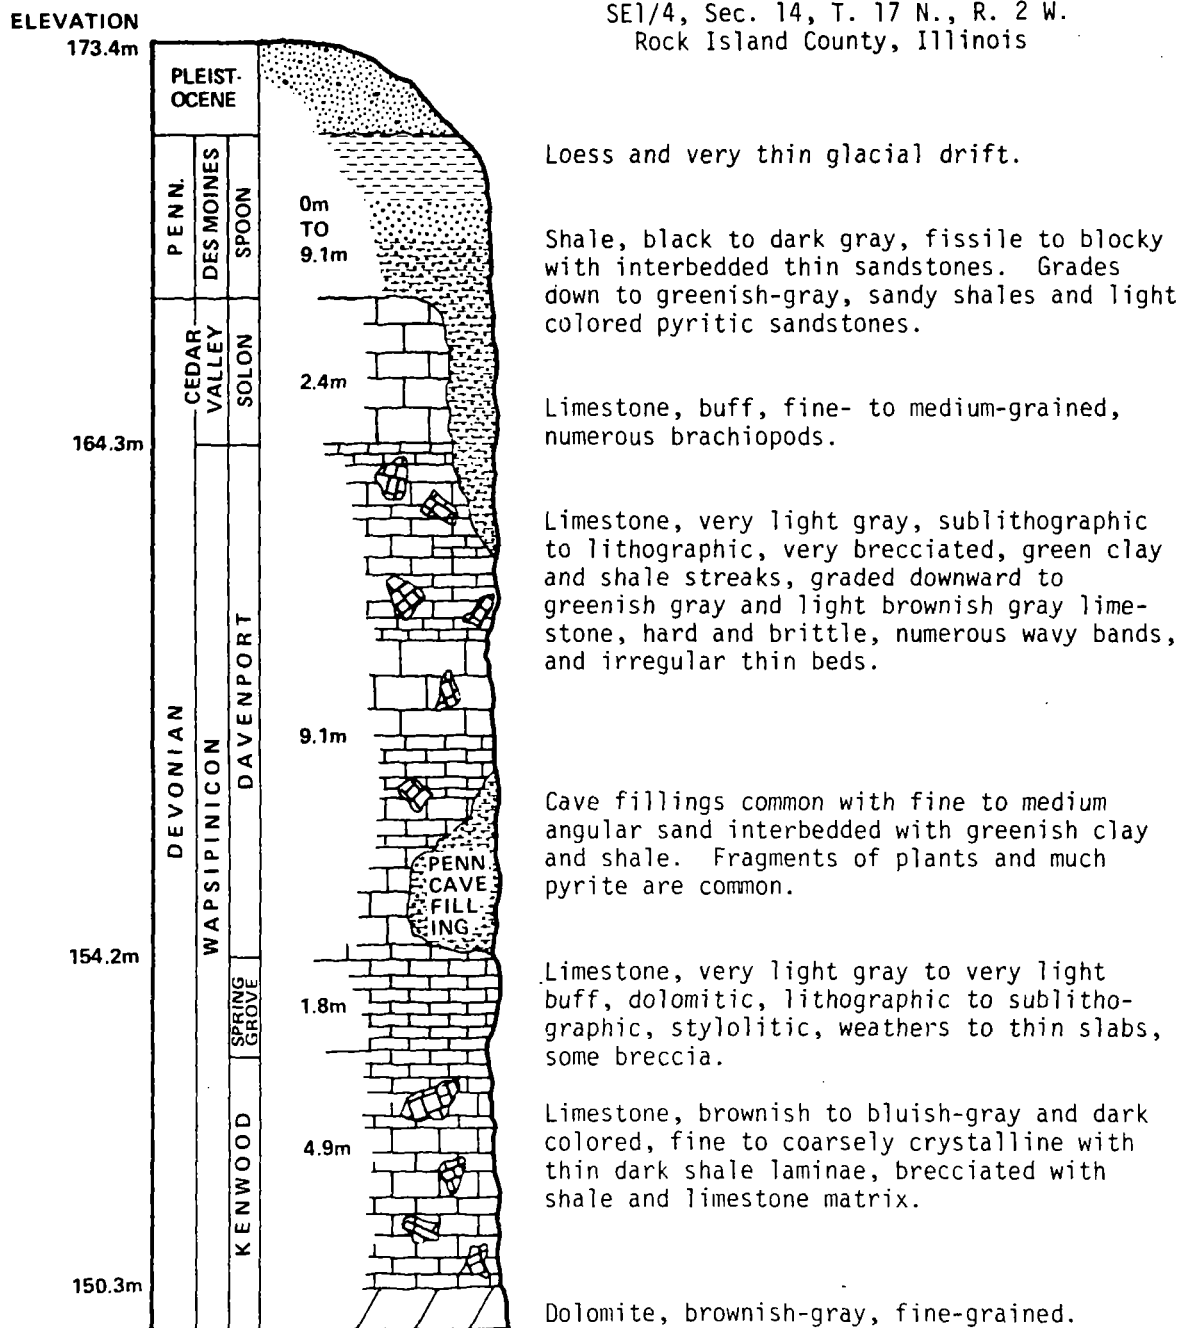 SE1/4, Sec. 14, T. 17 N., R. 2 W.
Rock Island County, Illinois
ELEVATION
173.4m
PLEIST-
OCENE
Loess and very thin glacial drift.
PENN.
DESMOINES
SPOON
0m
TO
9.1m
Shale, black to dark gray, fissile to blocky
with interbedded thin sandstones. Grades
down to greenish-gray, sandy shales and light
colored pyritic sandstones.
DEVONIAN
CEDAR
VALLEY
SOLON
2.4m
Limestone, buff, fine- to medium-grained,
numerous brachiopods.
164.3m
WAPSIPINICON
DAVENPORT
9.1m
Limestone, very light gray, sublithographic
to lithographic, very brecciated, green clay
and shale streaks, graded downward to
greenish gray and light brownish gray lime-
stone, hard and brittle, numerous wavy bands,
and irregular thin beds.
PENN.
CAVE
FILL-
ING
Cave fillings common with fine to medium
angular sand interbedded with greenish clay
and shale. Fragments of plants and much
pyrite are common.
154.2m
SPRING
GROVE
1.8m
Limestone, very light gray to very light
buff, dolomitic, lithographic to sublitho-
graphic, stylolitic, weathers to thin slabs,
some breccia.
KENWOOD
4.9m
Limestone, brownish to bluish-gray and dark
colored, fine to coarsely crystalline with
thin dark shale laminae, brecciated with
shale and limestone matrix.
150.3m
Dolomite, brownish-gray, fine-grained.